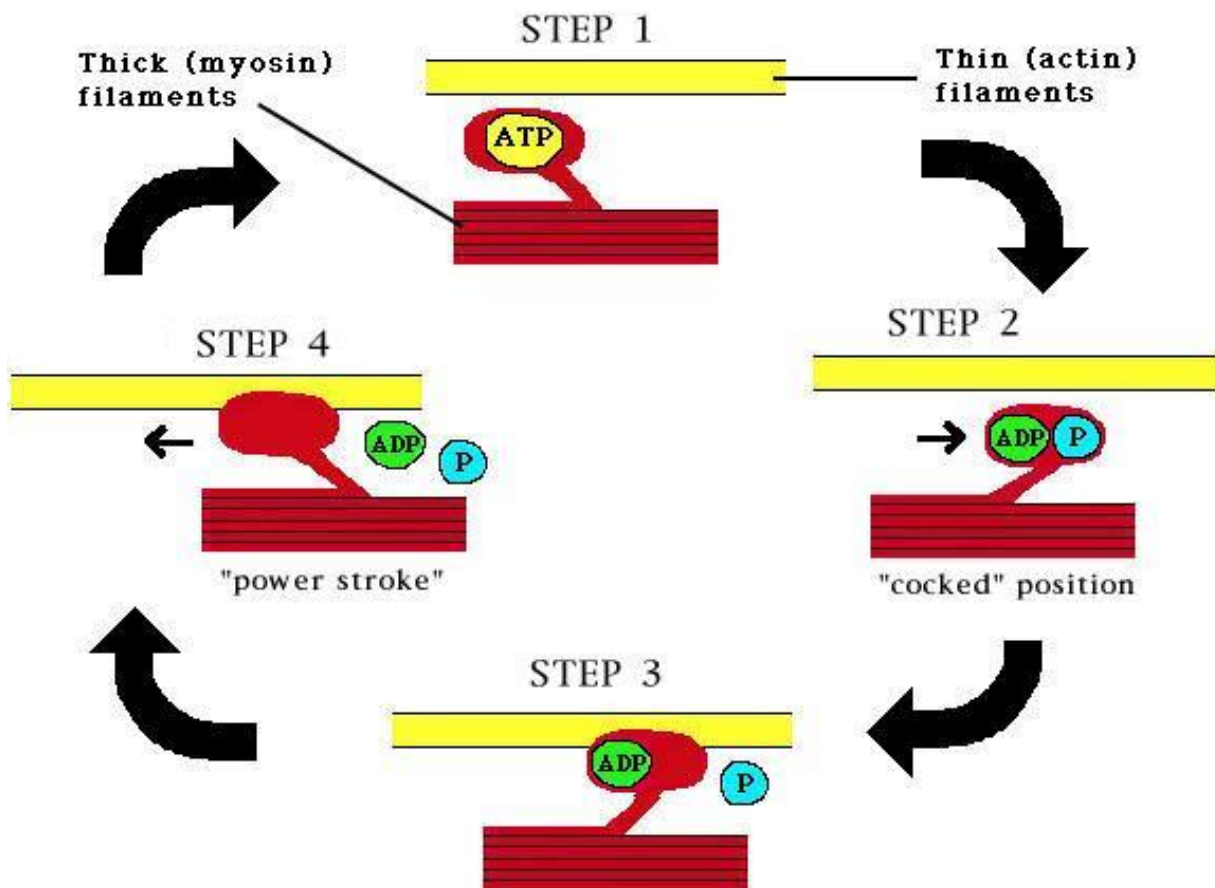 STEP 1
Thick (myosin)
filaments
Thin (actin)
filaments
ATP
STEP 2
ADP P
"cocked" position
STEP 3
ADP
P
STEP 4
ADP
P
"power stroke"